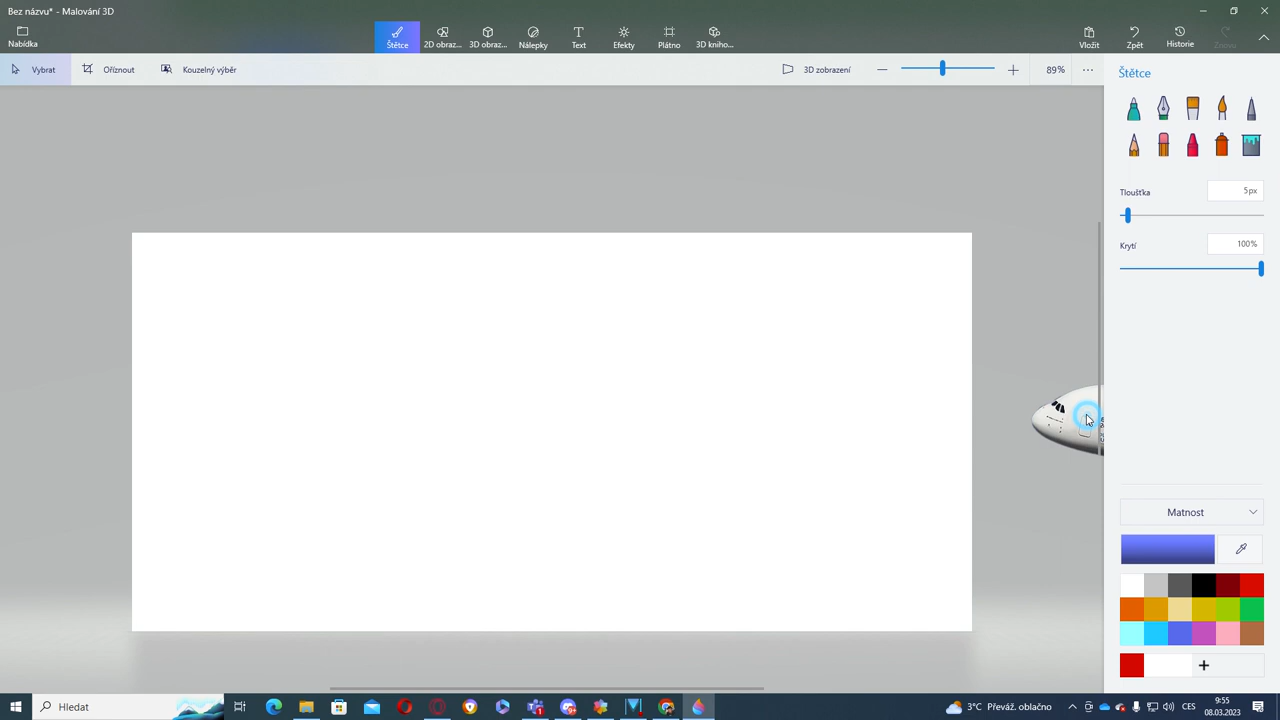 Bez názvu* - Malování 3D
Nabídka
Štětce
2D obraz...
3D obraz...
Nálepky
Text
Efekty
Plátno
3D kniho...
Vložit
Zpět
Historie
Znovu
Vybrat
Oříznout
Kouzelný výběr
3D zobrazení
89%
Štětce
Tloušťka
5px
Krytí
100%
Matnost
Hledat
3°C Převáž. oblačno
CES
9:55
08.03.2023